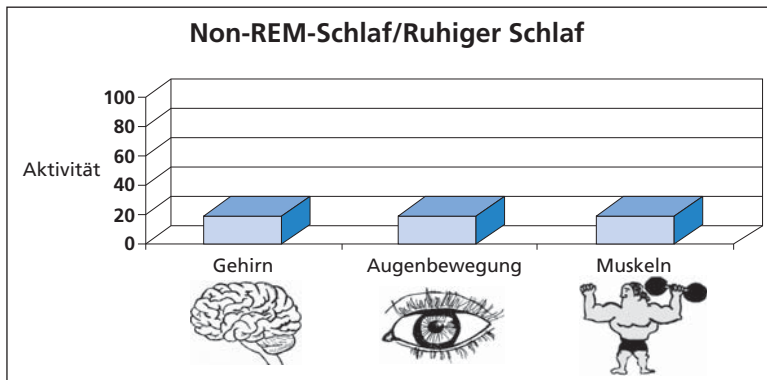 Non-REM-Schlaf/Ruhiger Schlaf
100
80
60
Aktivität
40
20
0
Gehirn Augenbewegung Muskeln